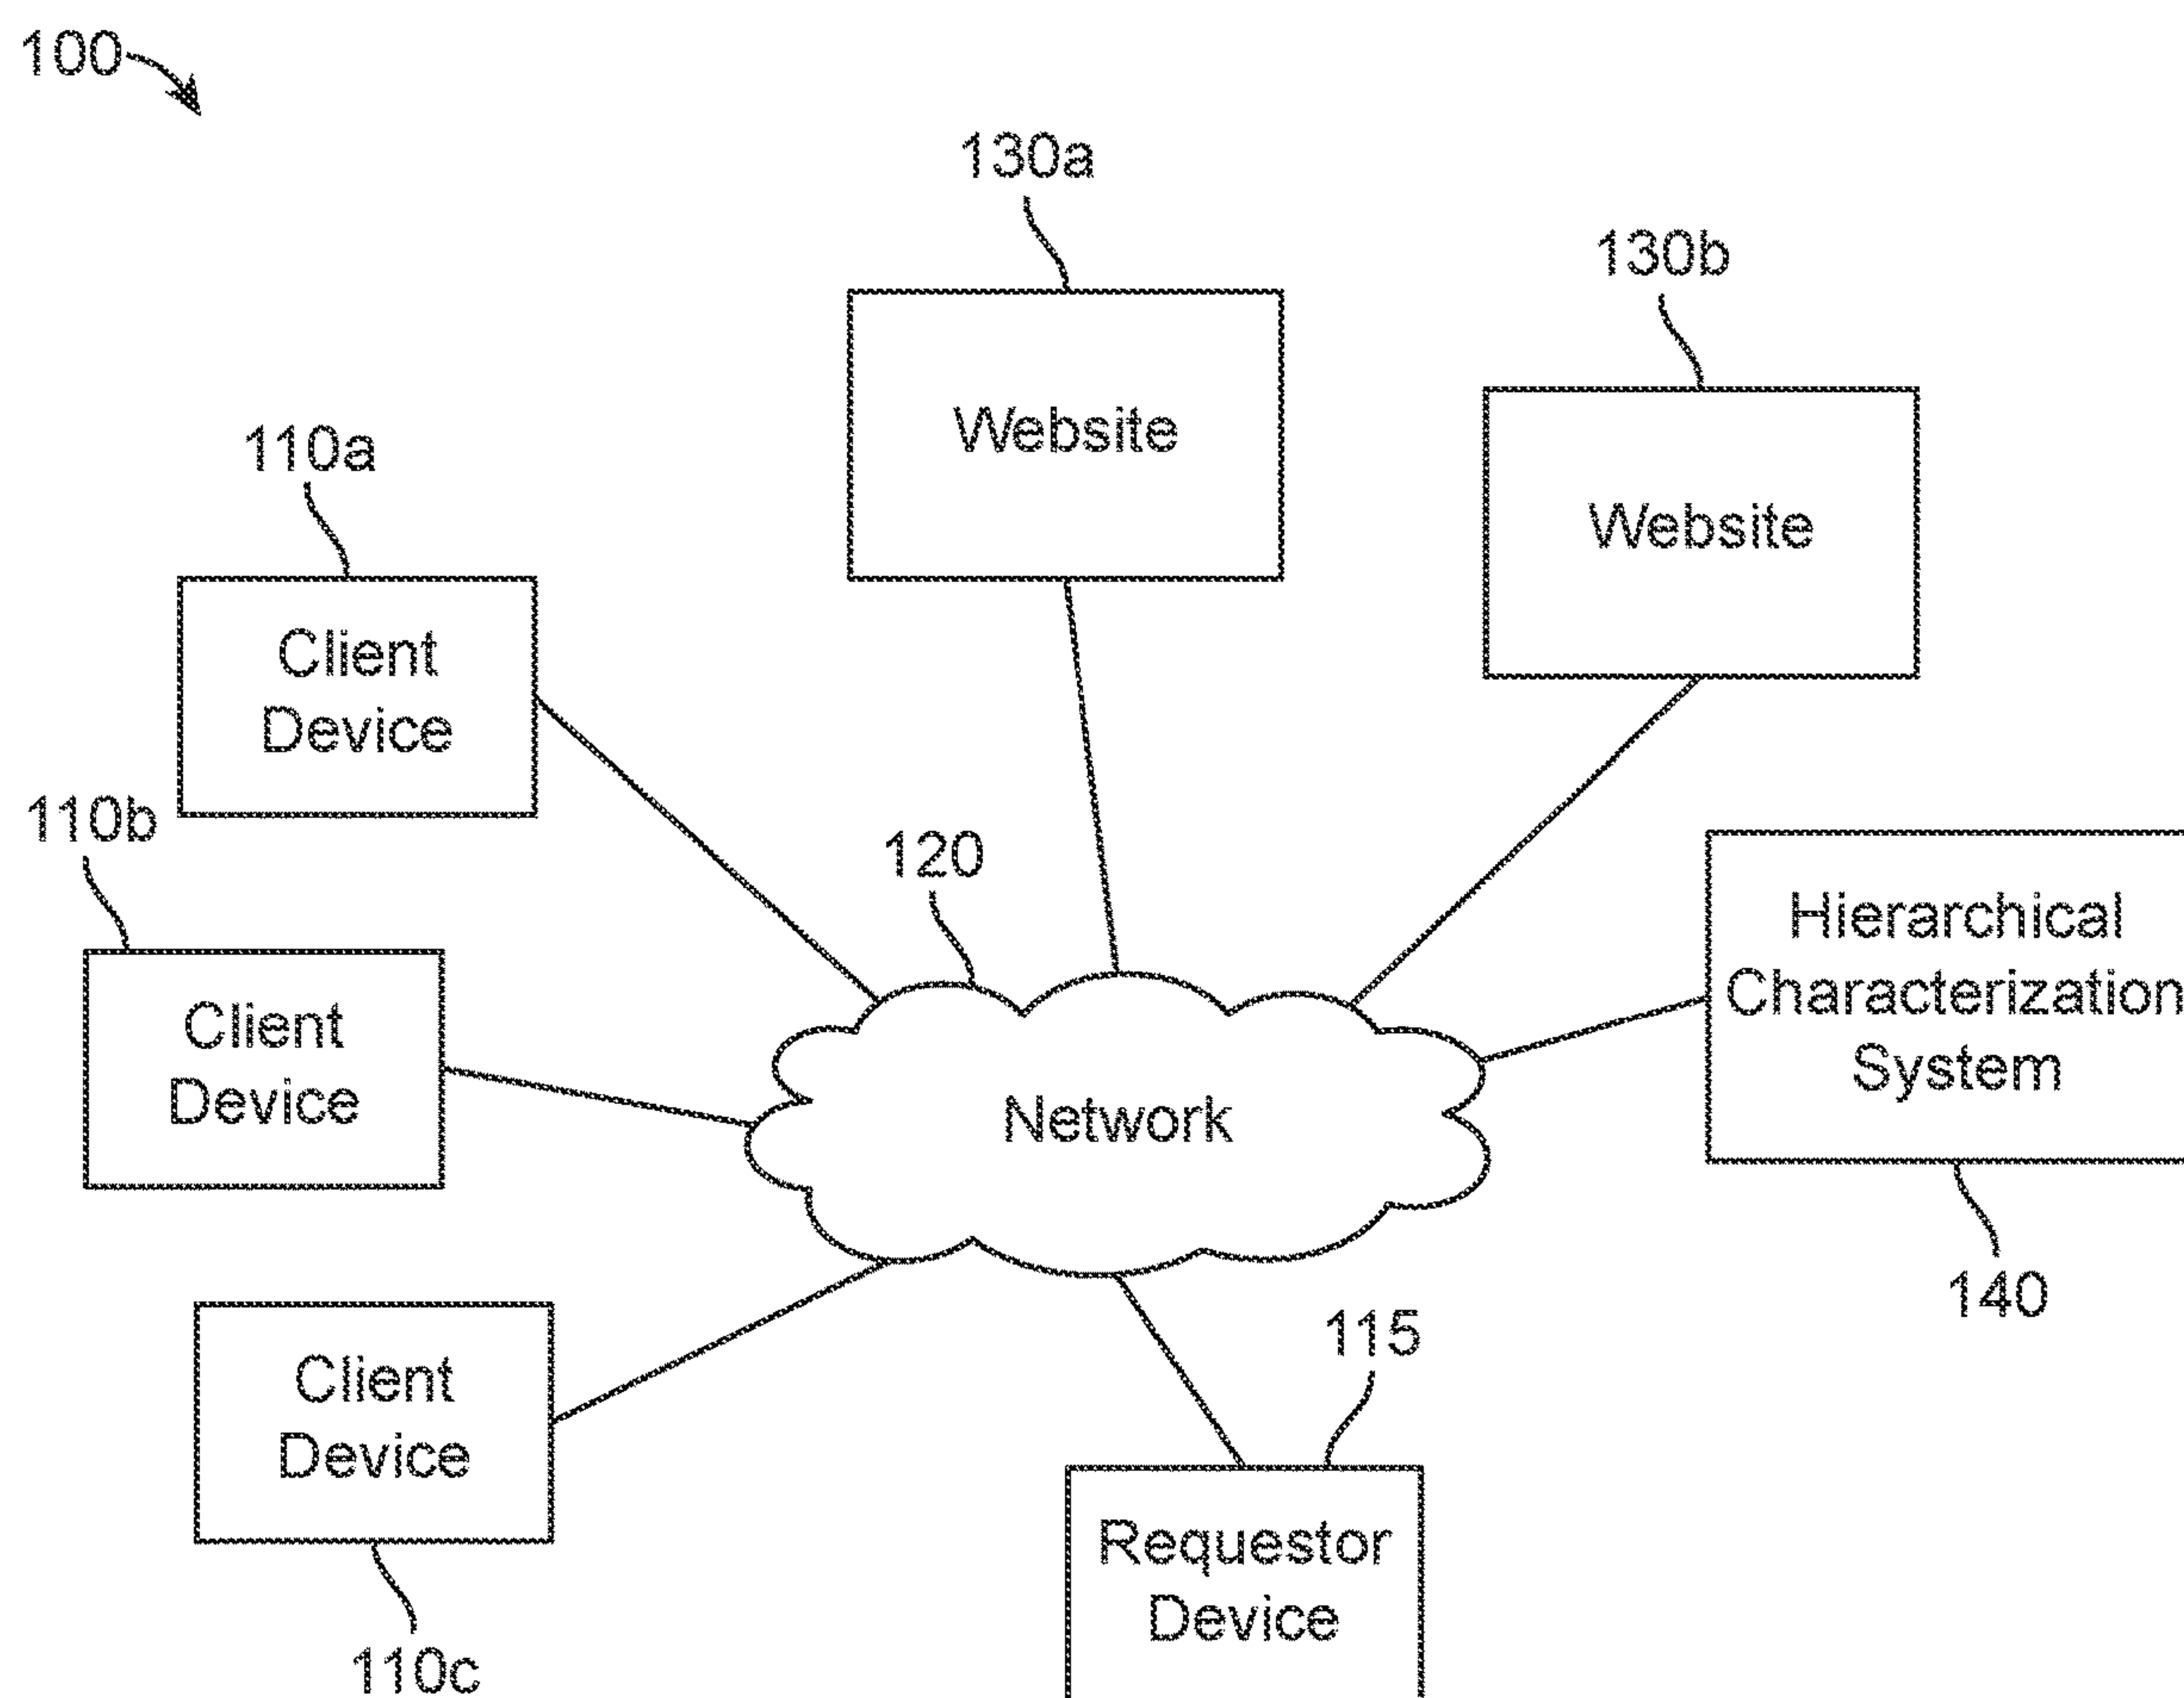 100
130a
130b
Website
110a
Website
Client
Device
110b
120
Hierarchical
Characterization
System
Client
Device
Network
140
115
Client
Device
Requestor
Device
110c